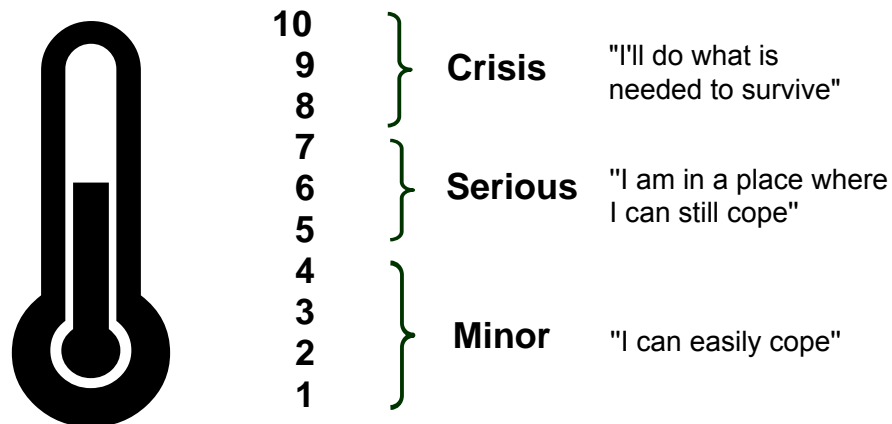 10
9
8
Crisis
"I'll do what is
needed to survive"
7
6
5
Serious
"I am in a place where
I can still cope"
4
3
2
1
Minor
"I can easily cope"